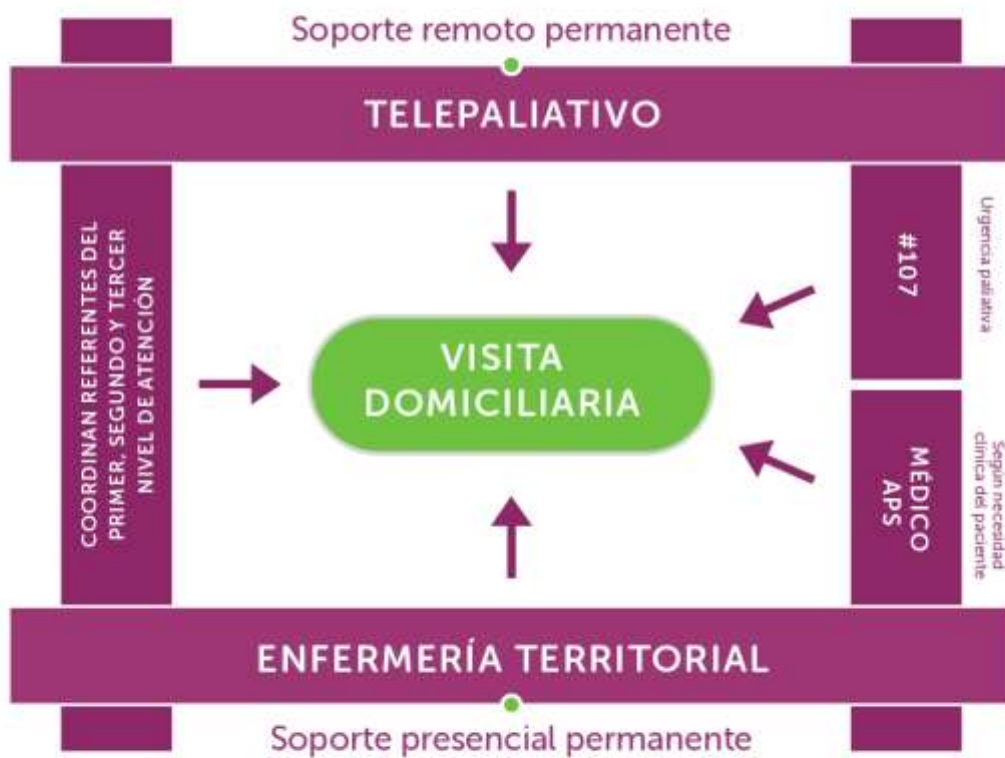 Soporte remoto permanente
TELEPALIATIVO
COORDINAN REFERENTES DEL
PRIMER, SEGUNDO Y TERCER
NIVEL DE ATENCIÓN
VISITA
DOMICILIARIA
#107
Urgencia paliativa
MÉDICO
APS
Según necesidad
clínica del paciente
ENFERMERÍA TERRITORIAL
Soporte presencial permanente